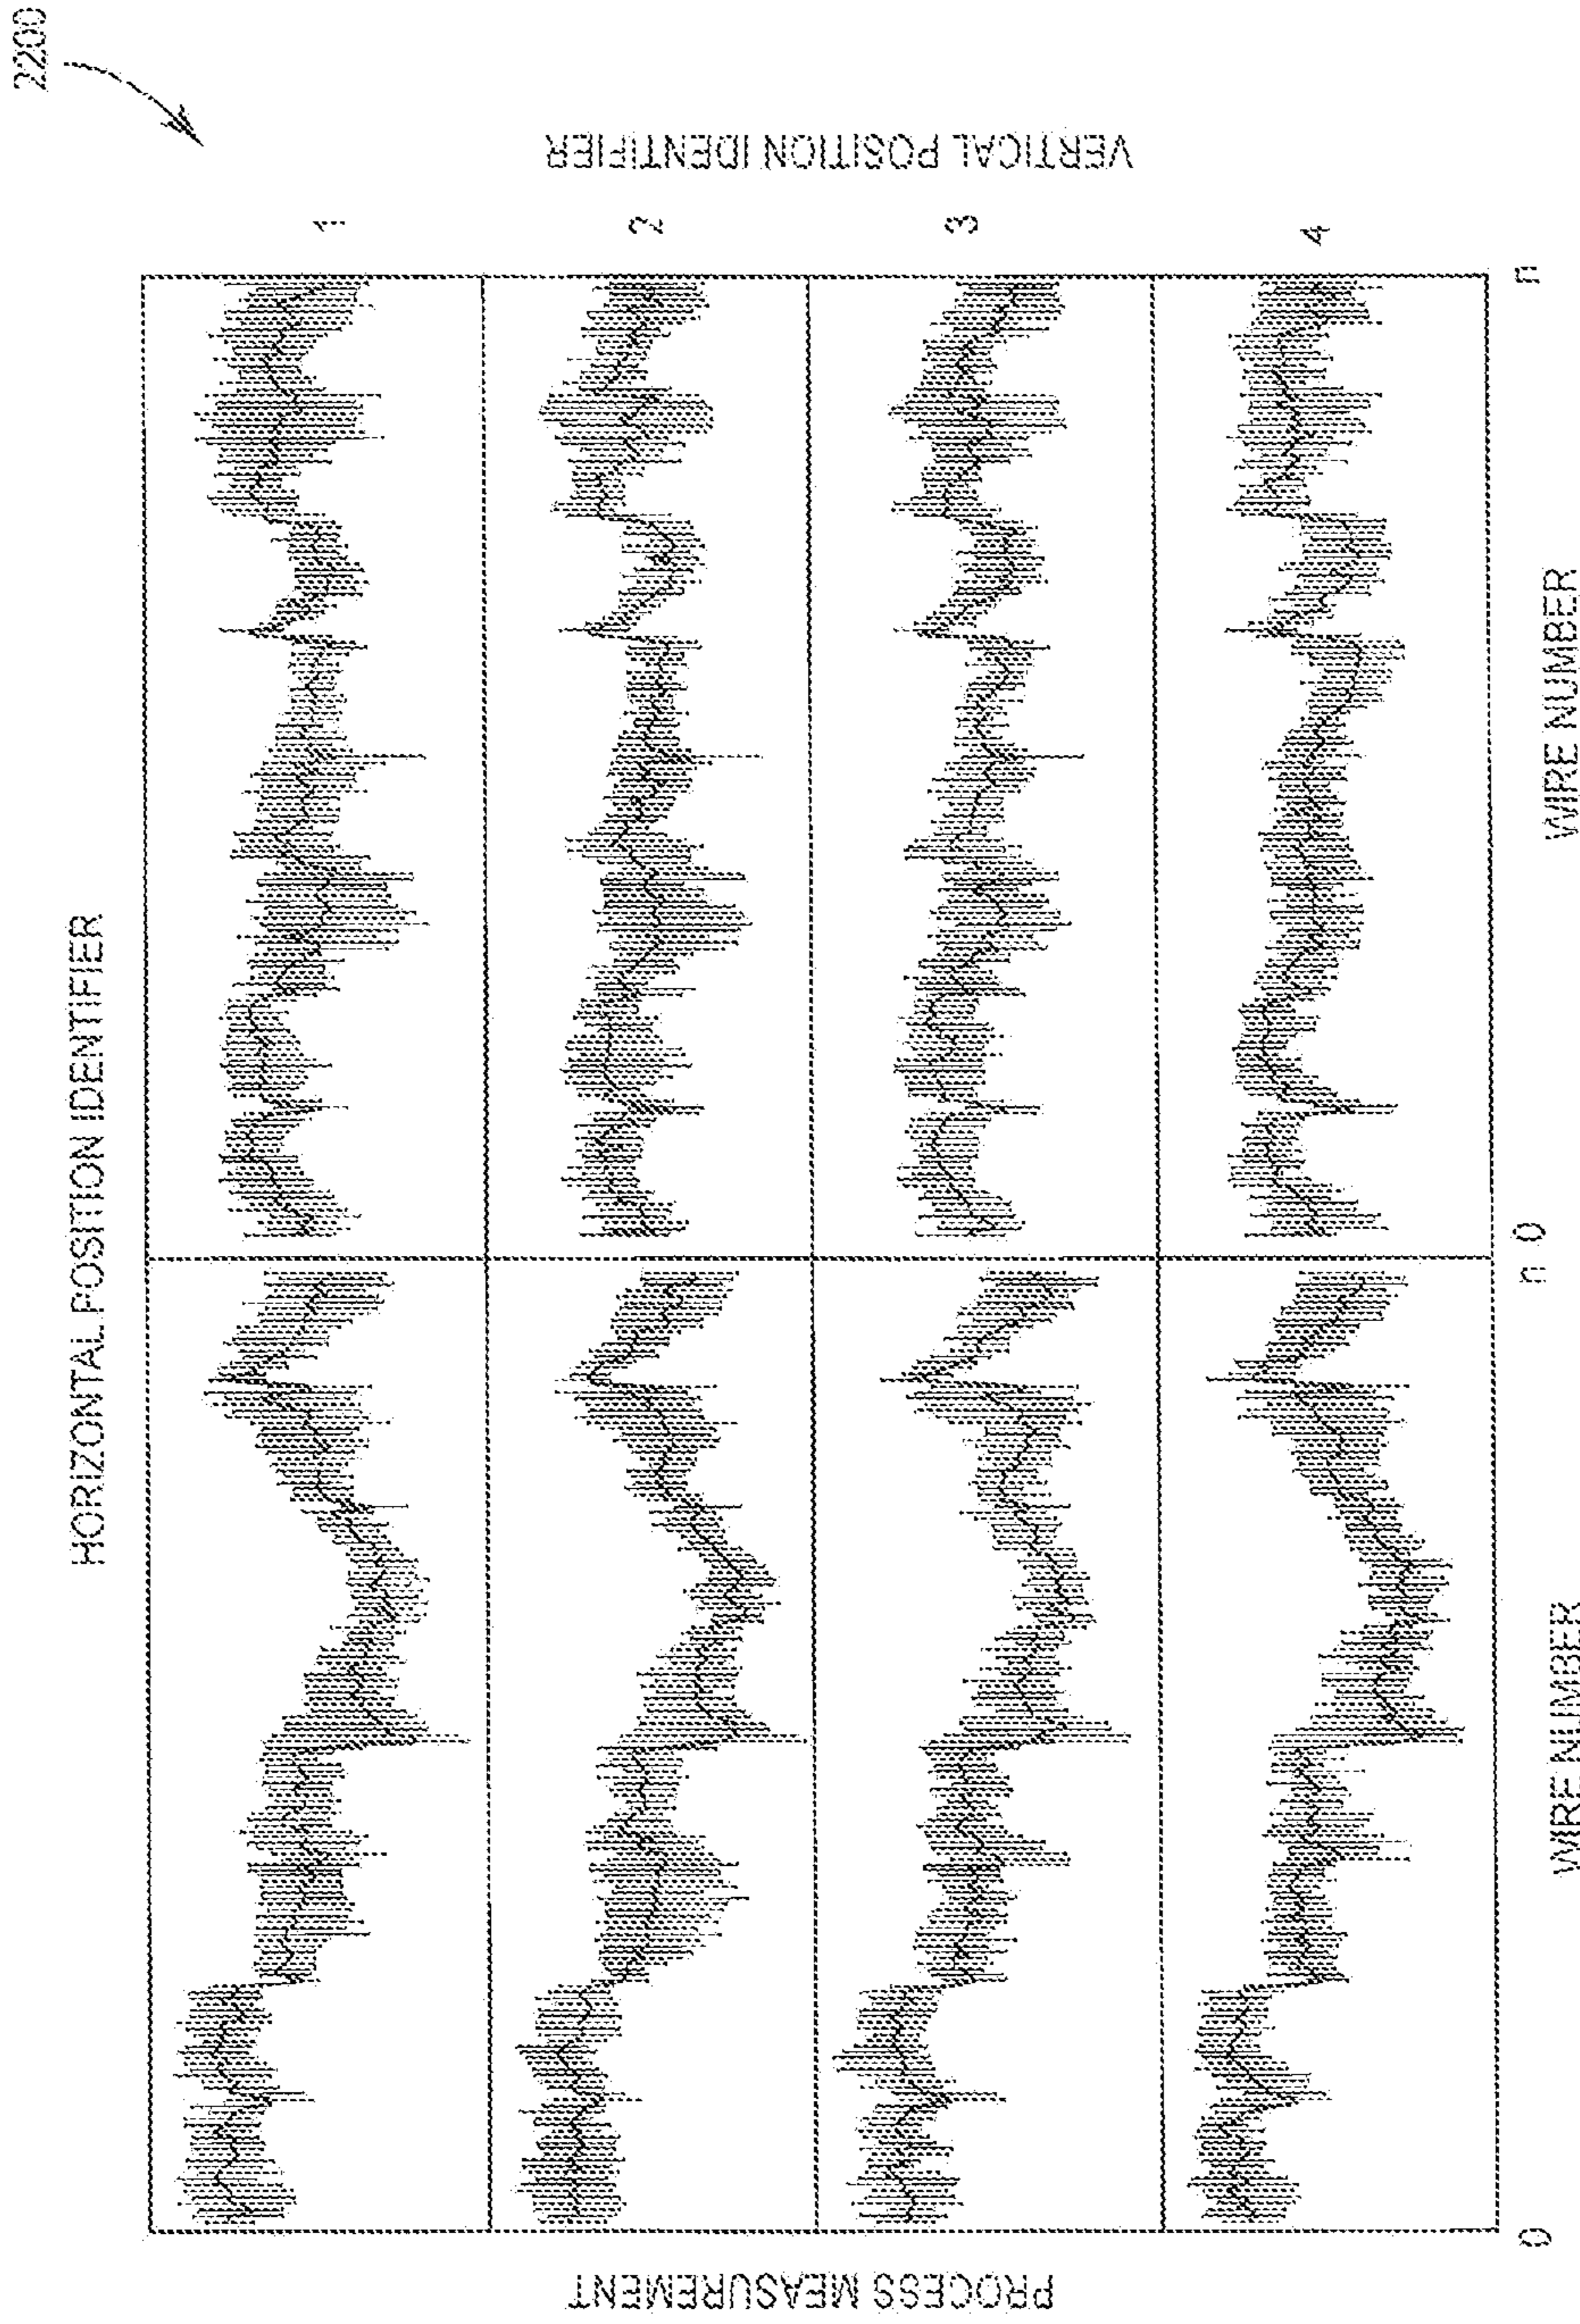 2200
HORIZONTAL POSITION IDENTIFIER
PROCESS MEASUREMENT
1
2
3
4
VERTICAL POSITION IDENTIFIER
0
n
0
n
WIRE NUMBER
WIRE NUMBER